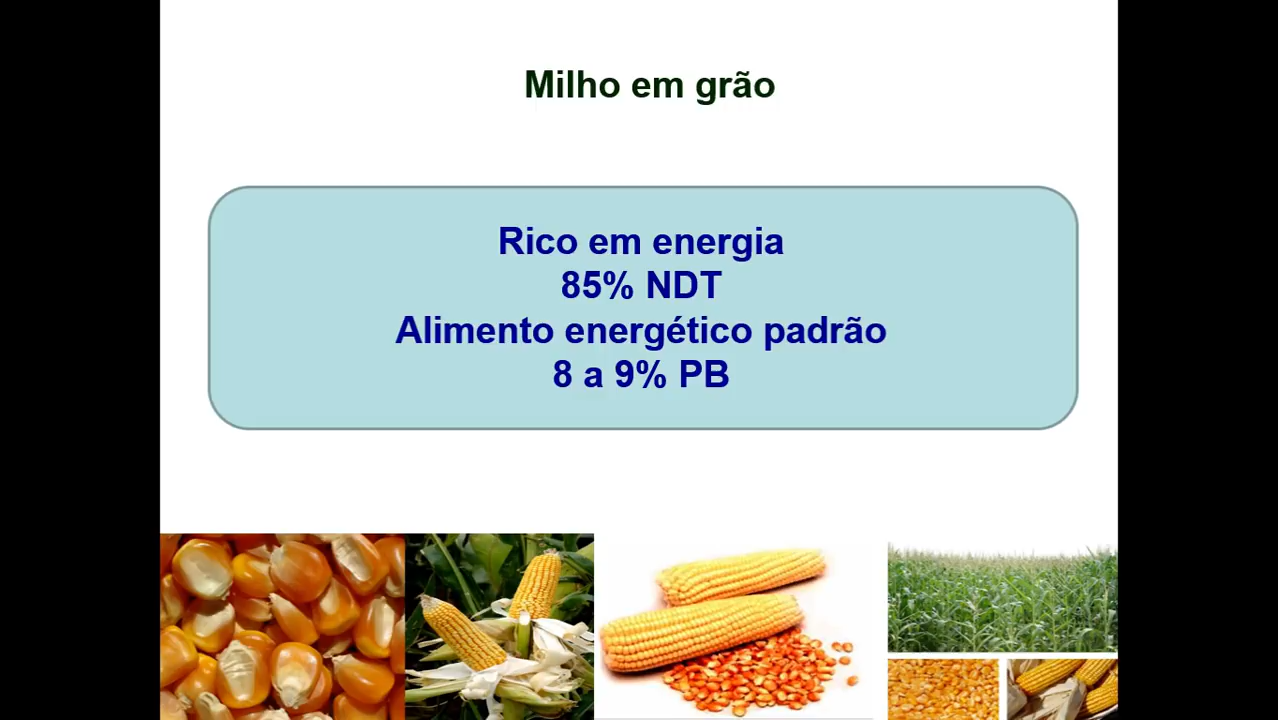 Milho em grão
Rico em energia
85% NDT
Alimento energético padrão
8 a 9% PB